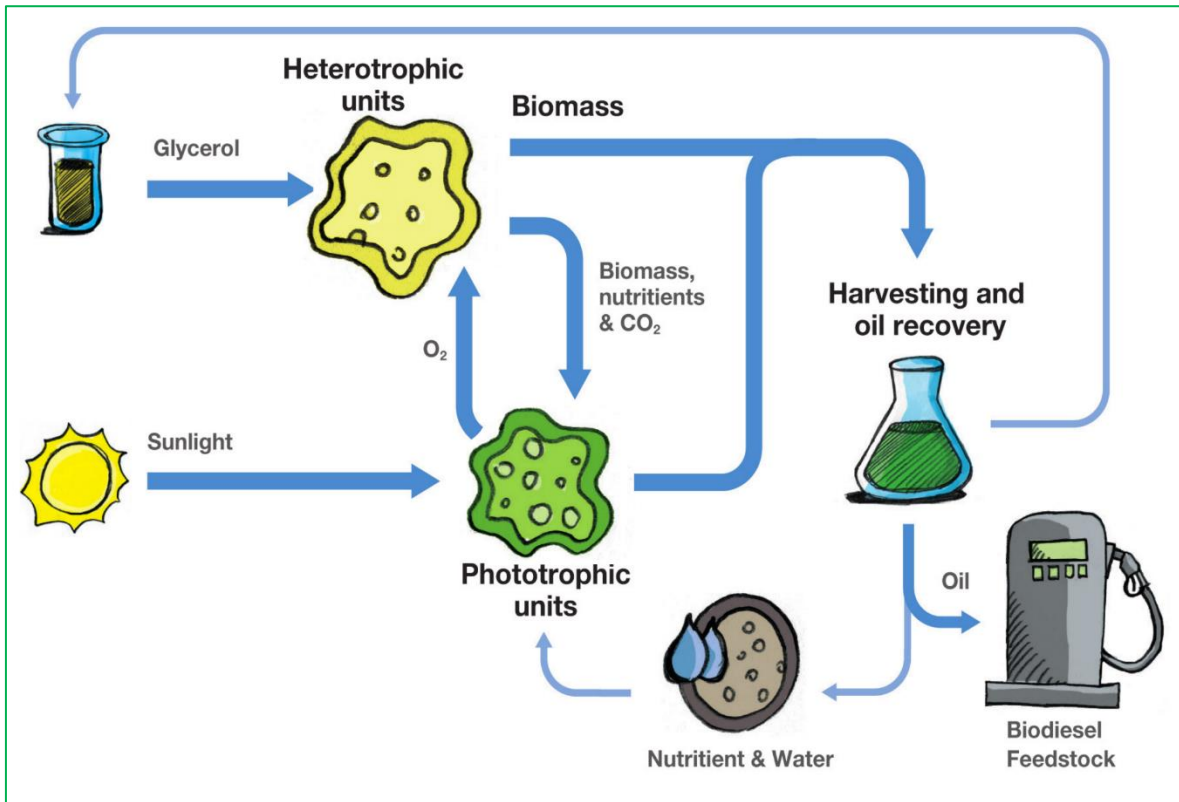 Heterotrophic
units
Biomass
Glycerol
Biomass,
nutritients
& CO₂
Harvesting and
oil recovery
O₂
Sunlight
Phototrophic
units
Oil
Nutritient & Water
Biodiesel
Feedstock